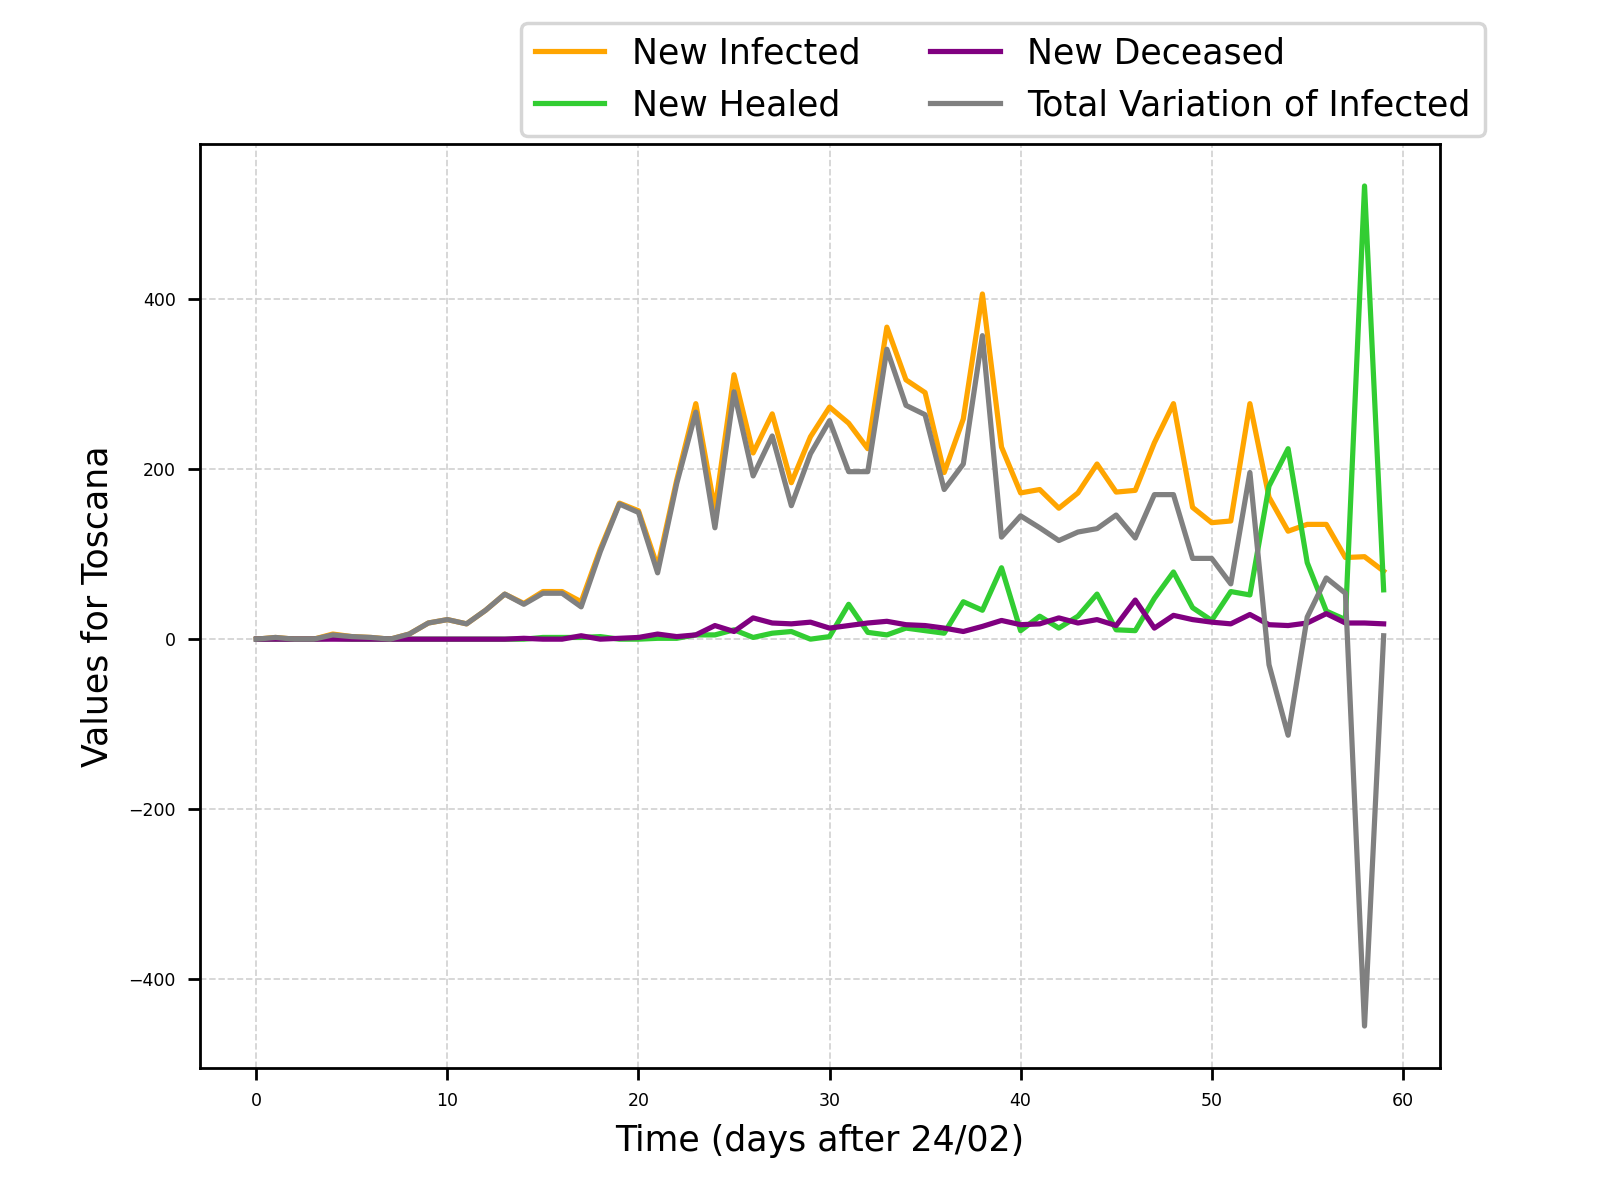 New Infected
New Healed
New Deceased
Total Variation of Infected
Values for Toscana
400
200
0
−200
−400
0 10 20 30 40 50 60
Time (days after 24/02)